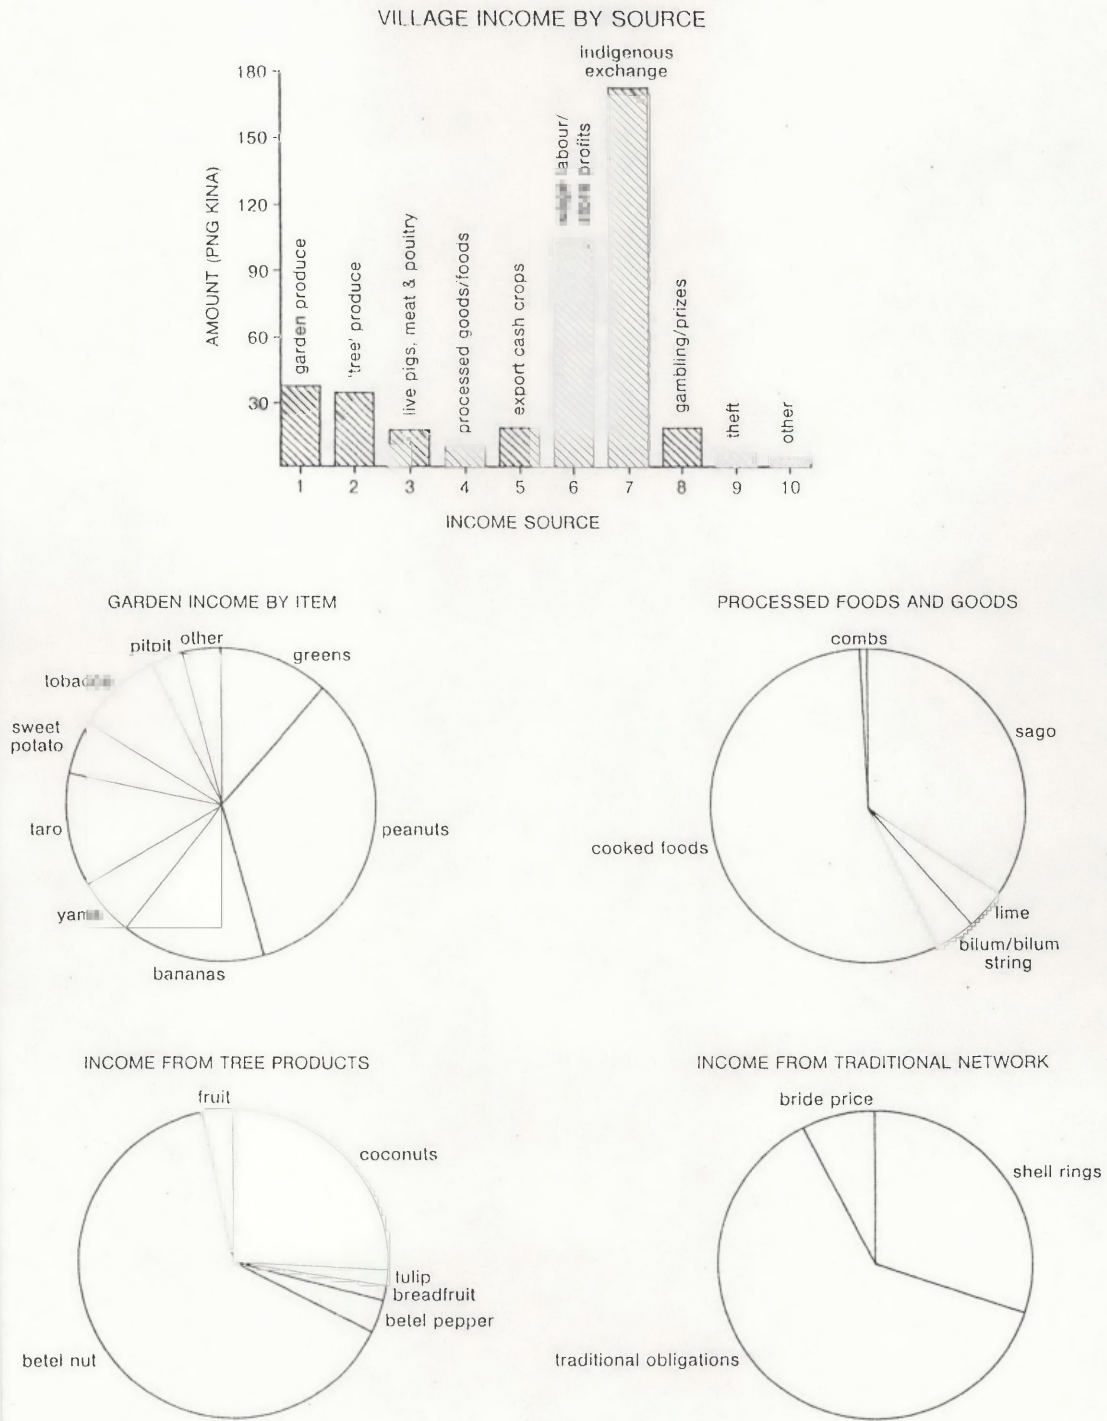 VILLAGE INCOME BY SOURCE
indigenous
exchange
180
150
120
90
60
30
AMOUNT (PNG KINA)
garden produce
'tree' produce
live pigs, meat & poultry
processed goods/foods
export cash crops
labour/
profits
gambling/prizes
theft
other
1 2 3 4 5 6 7 8 9 10
INCOME SOURCE
GARDEN INCOME BY ITEM
other
pitpit
greens
sweet
potato
taro
peanuts
bananas
PROCESSED FOODS AND GOODS
combs
sago
cooked foods
lime
bilum/bilum
string
INCOME FROM TREE PRODUCTS
fruit
coconuts
tulip
breadfruit
betel pepper
betel nut
INCOME FROM TRADITIONAL NETWORK
bride price
shell rings
traditional obligations